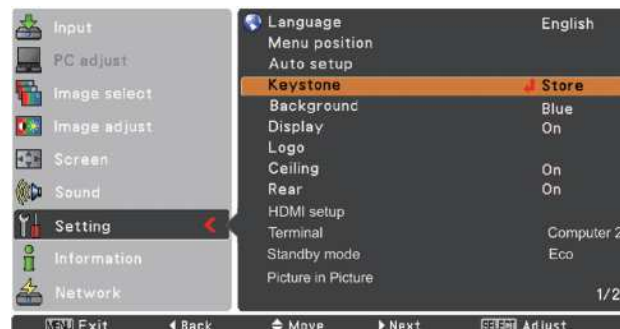 Input
PC adjust
Image select
Image adjust
Screen
Sound
Setting
Information
Network
Language English
Menu position
Auto setup
Keystone Store
Background Blue
Display On
Logo
Ceiling On
Rear On
HDMI setup
Terminal Computer 2
Standby mode Eco
Picture in Picture
1/2
MENU Exit Back Move Next SELECT Adjust